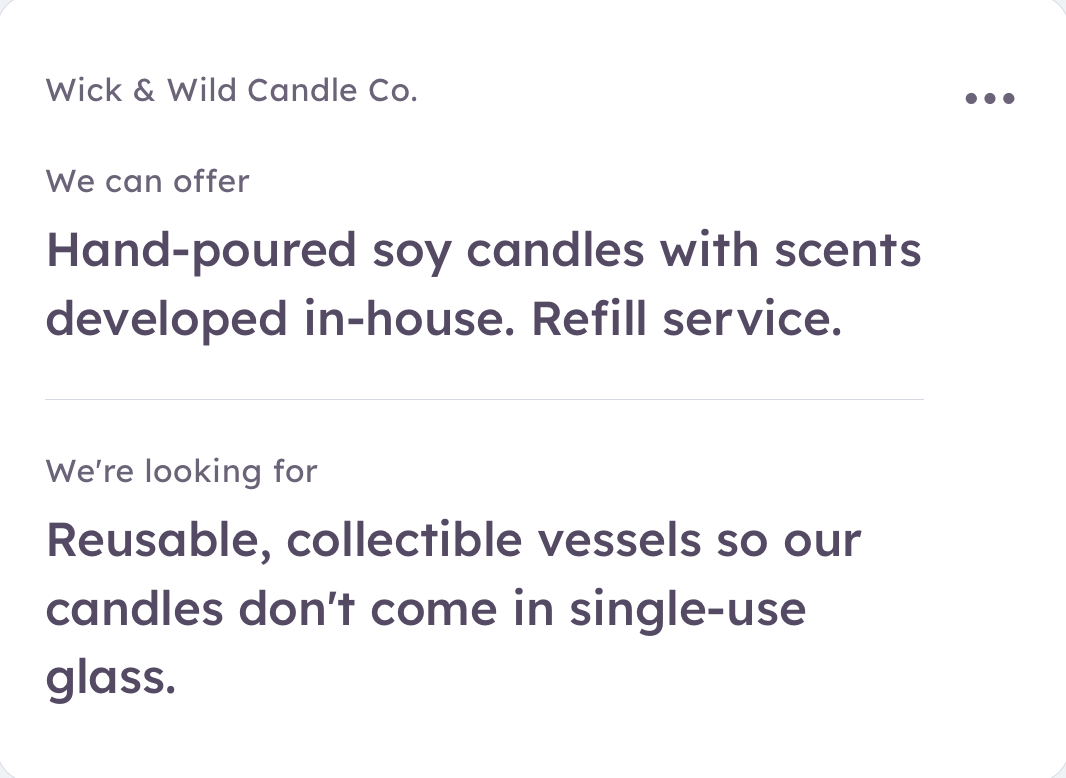 Wick & Wild Candle Co.
We can offer
Hand-poured soy candles with scents
developed in-house. Refill service.
We're looking for
Reusable, collectible vessels so our
candles don't come in single-use
glass.